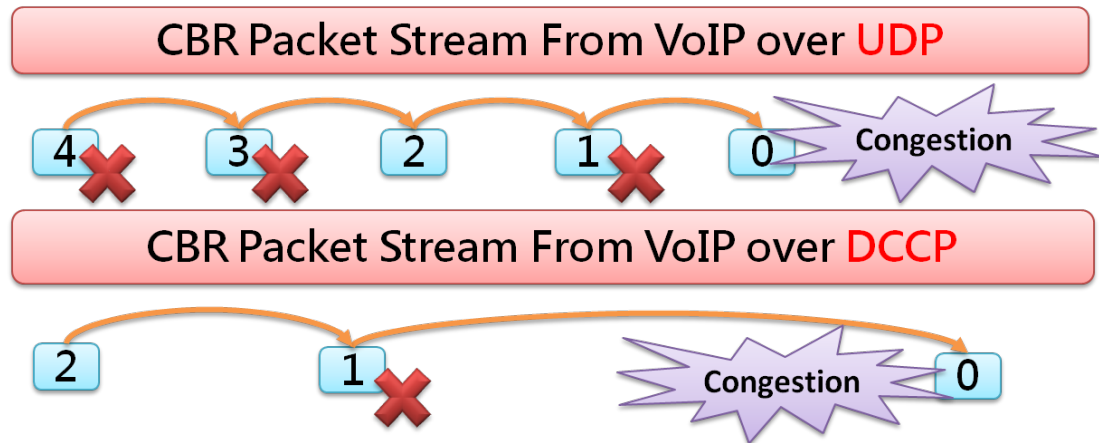 CBR Packet Stream From VoIP over UDP
4 3 2 1 0 Congestion
CBR Packet Stream From VoIP over DCCP
2 1 Congestion 0